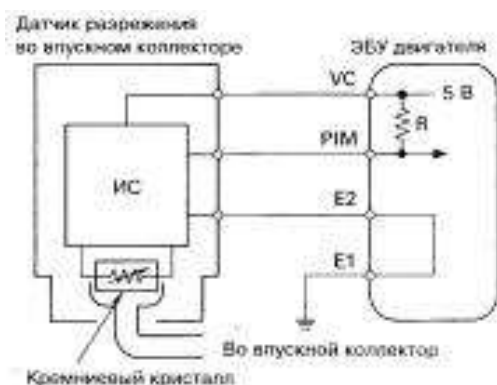 Датчик разрежения
во впускном коллекторе
ЭБУ двигателя
VC
5 В
R
PIM
ИС
E2
E1
Во впускной коллектор
Кремниевый кристалл